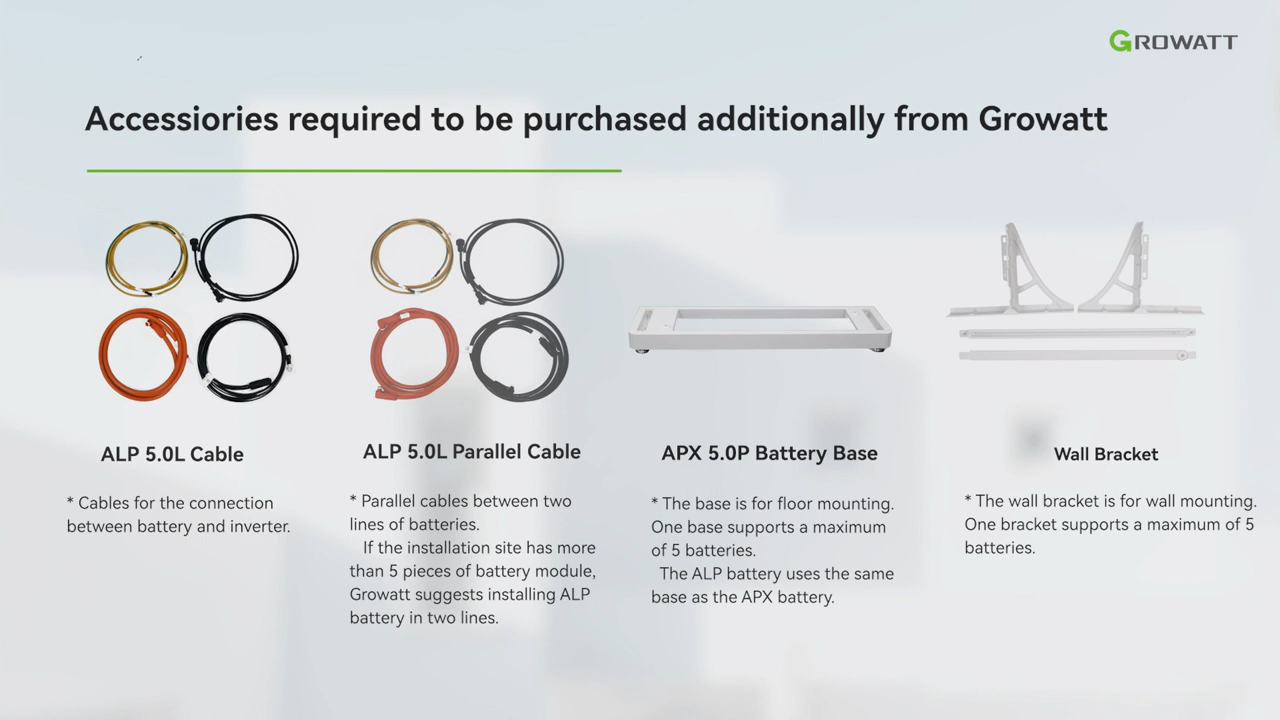 GROWATT
Accessiories required to be purchased additionally from Growatt
ALP 5.0L Cable
* Cables for the connection
between battery and inverter.
ALP 5.0L Parallel Cable
* Parallel cables between two
lines of batteries.
If the installation site has more
than 5 pieces of battery module,
Growatt suggests installing ALP
battery in two lines.
APX 5.0P Battery Base
* The base is for floor mounting.
One base supports a maximum
of 5 batteries.
The ALP battery uses the same
base as the APX battery.
Wall Bracket
* The wall bracket is for wall mounting.
One bracket supports a maximum of 5
batteries.